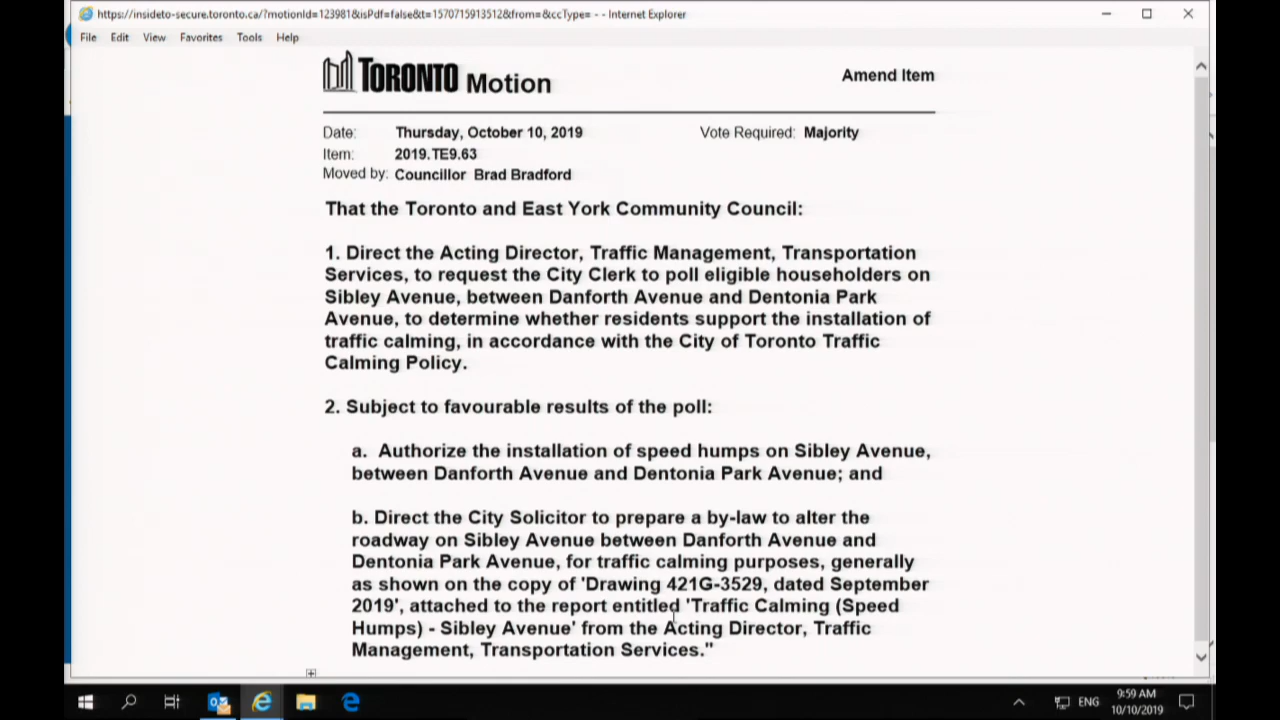 https://insideto-secure.toronto.ca/?motionId=123981&isPdf=false&t=1570715913512&from=&ccType= - - Internet Explorer
File Edit View Favorites Tools Help
TORONTO Motion
Amend Item
Date: Thursday, October 10, 2019 Vote Required: Majority
Item: 2019.TE9.63
Moved by: Councillor Brad Bradford
That the Toronto and East York Community Council:
1. Direct the Acting Director, Traffic Management, Transportation
Services, to request the City Clerk to poll eligible householders on
Sibley Avenue, between Danforth Avenue and Dentonia Park
Avenue, to determine whether residents support the installation of
traffic calming, in accordance with the City of Toronto Traffic
Calming Policy.
2. Subject to favourable results of the poll:
a. Authorize the installation of speed humps on Sibley Avenue,
between Danforth Avenue and Dentonia Park Avenue; and
b. Direct the City Solicitor to prepare a by-law to alter the
roadway on Sibley Avenue between Danforth Avenue and
Dentonia Park Avenue, for traffic calming purposes, generally
as shown on the copy of 'Drawing 421G-3529, dated September
2019', attached to the report entitled 'Traffic Calming (Speed
Humps) - Sibley Avenue' from the Acting Director, Traffic
Management, Transportation Services."
ENG
9:59 AM
10/10/2019